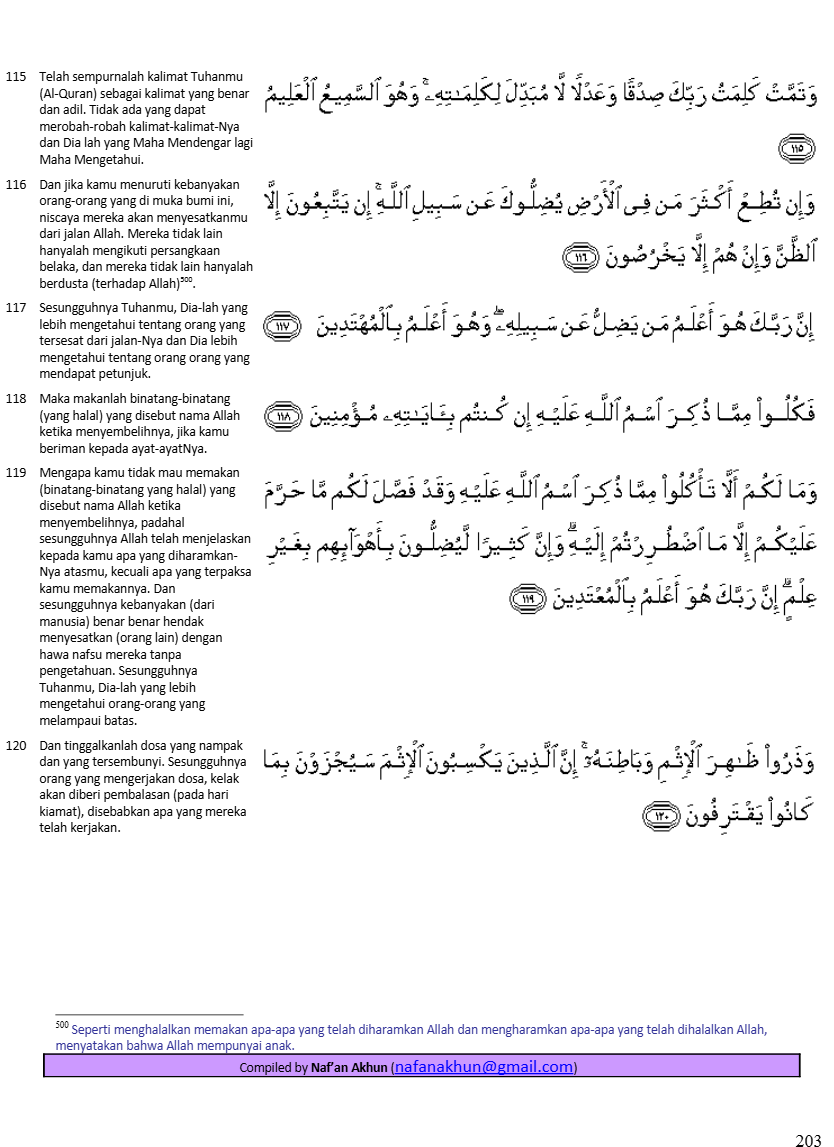 115 Telah sempurnalah kalimat Tuhanmu
(Al-Quran) sebagai kalimat yang benar
dan adil. Tidak ada yang dapat
merobah-robah kalimat-kalimat-Nya
dan Dia lah yang Maha Mendengar lagi
Maha Mengetahui.
وَتَمَّتْ كَلِمَتُ رَبِّكَ صِدْقًا وَعَدْلًا لَّا مُبَدِّلَ لِكَلِمَـٰتِهِۦ ۚ وَهُوَ ٱلسَّمِيعُ ٱلْعَلِيمُ
﴿١١٥﴾
116 Dan jika kamu menuruti kebanyakan
orang-orang yang di muka bumi ini,
niscaya mereka akan menyesatkanmu
dari jalan Allah. Mereka tidak lain
hanyalah mengikuti persangkaan
belaka, dan mereka tidak lain hanyalah
berdusta (terhadap Allah)500.
وَإِن تُطِعْ أَكْثَرَ مَن فِى ٱلْأَرْضِ يُضِلُّوكَ عَن سَبِيلِ ٱللَّهِ ۚ إِن يَتَّبِعُونَ إِلَّا
ٱلظَّنَّ وَإِنْ هُمْ إِلَّا يَخْرُصُونَ ﴿١١٦﴾
117 Sesungguhnya Tuhanmu, Dia-lah yang
lebih mengetahui tentang orang yang
tersesat dari jalan-Nya dan Dia lebih
mengetahui tentang orang orang yang
mendapat petunjuk.
إِنَّ رَبَّكَ هُوَ أَعْلَمُ مَن يَضِلُّ عَن سَبِيلِهِۦ ۖ وَهُوَ أَعْلَمُ بِٱلْمُهْتَدِينَ ﴿١١٧﴾
118 Maka makanlah binatang-binatang
(yang halal) yang disebut nama Allah
ketika menyembelihnya, jika kamu
beriman kepada ayat-ayatNya.
فَكُلُوا۟ مِمَّا ذُكِرَ ٱسْمُ ٱللَّهِ عَلَيْهِ إِن كُنتُم بِـَٔايَـٰتِهِۦ مُؤْمِنِينَ ﴿١١٨﴾
119 Mengapa kamu tidak mau memakan
(binatang-binatang yang halal) yang
disebut nama Allah ketika
menyembelihnya, padahal
sesungguhnya Allah telah menjelaskan
kepada kamu apa yang diharamkan-
Nya atasmu, kecuali apa yang terpaksa
kamu memakannya. Dan
sesungguhnya kebanyakan (dari
manusia) benar benar hendak
menyesatkan (orang lain) dengan
hawa nafsu mereka tanpa
pengetahuan. Sesungguhnya
Tuhanmu, Dia-lah yang lebih
mengetahui orang-orang yang
melampaui batas.
وَمَا لَكُمْ أَلَّا تَأْكُلُوا۟ مِمَّا ذُكِرَ ٱسْمُ ٱللَّهِ عَلَيْهِ وَقَدْ فَصَّلَ لَكُم مَّا حَرَّمَ
عَلَيْكُمْ إِلَّا مَا ٱضْطُرِرْتُمْ إِلَيْهِ ۗ وَإِنَّ كَثِيرًا لَّيُضِلُّونَ بِأَهْوَآئِهِم بِغَيْرِ
عِلْمٍ ۗ إِنَّ رَبَّكَ هُوَ أَعْلَمُ بِٱلْمُعْتَدِينَ ﴿١١٩﴾
120 Dan tinggalkanlah dosa yang nampak
dan yang tersembunyi. Sesungguhnya
orang yang mengerjakan dosa, kelak
akan diberi pembalasan (pada hari
kiamat), disebabkan apa yang mereka
telah kerjakan.
وَذَرُوا۟ ظَـٰهِرَ ٱلْإِثْمِ وَبَاطِنَهُۥٓ ۚ إِنَّ ٱلَّذِينَ يَكْسِبُونَ ٱلْإِثْمَ سَيُجْزَوْنَ بِمَا
كَانُوا۟ يَقْتَرِفُونَ ﴿١٢٠﴾
500 Seperti menghalalkan memakan apa-apa yang telah diharamkan Allah dan mengharamkan apa-apa yang telah dihalalkan Allah,
menyatakan bahwa Allah mempunyai anak.
Compiled by Naf’an Akhun (nafanakhun@gmail.com)
203